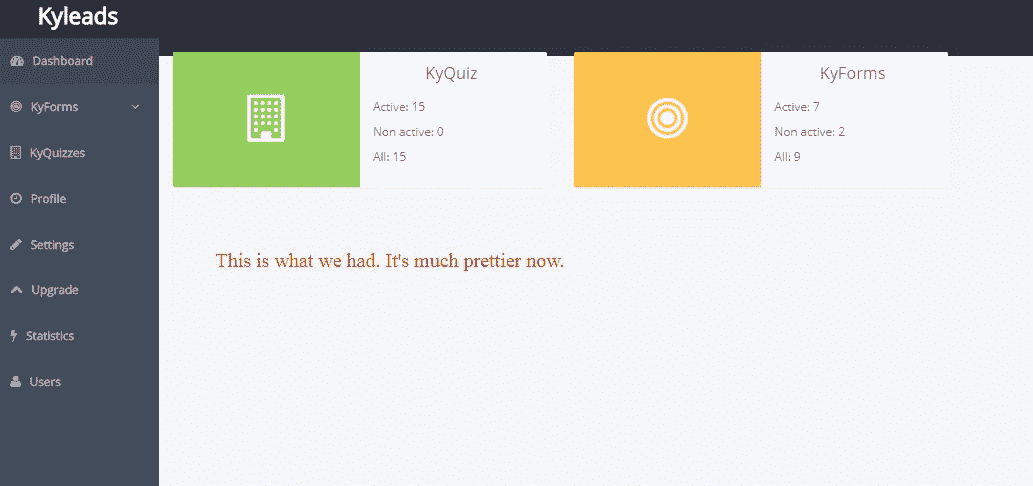 Kyleads
Dashboard
KyForms
KyQuizzes
Profile
Settings
Upgrade
Statistics
Users
KyQuiz
Active: 15
Non active: 0
All: 15
KyForms
Active: 7
Non active: 2
All: 9
This is what we had. It's much prettier now.